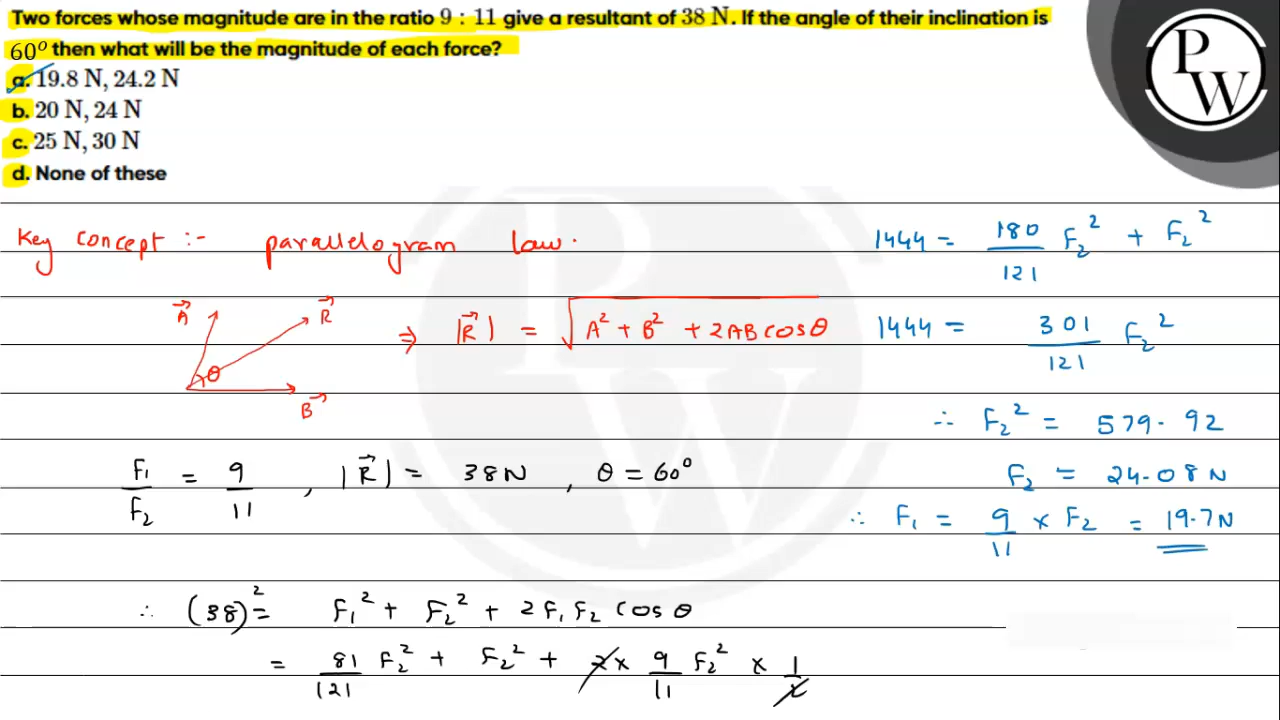 Two forces whose magnitude are in the ratio 9 : 11 give a resultant of 38 N. If the angle of their inclination is
60° then what will be the magnitude of each force?
a. 19.8 N, 24.2 N
b. 20 N, 24 N
c. 25 N, 30 N
d. None of these
P
W
Key concept :- parallelogram law.
A⃗ R⃗ θ B⃗
⇒ |R⃗| = √(A² + B² + 2AB cosθ)
F₁/F₂ = 9/11 , |R⃗| = 38N , θ = 60°
∴ (38)² = F₁² + F₂² + 2F₁F₂ cos θ
= 81/121 F₂² + F₂² + 2 × 9/11 F₂² × 1/2
1444 = 180/121 F₂² + F₂²
1444 = 301/121 F₂²
∴ F₂² = 579.92
F₂ = 24.08N
∴ F₁ = 9/11 × F₂ = 19.7N